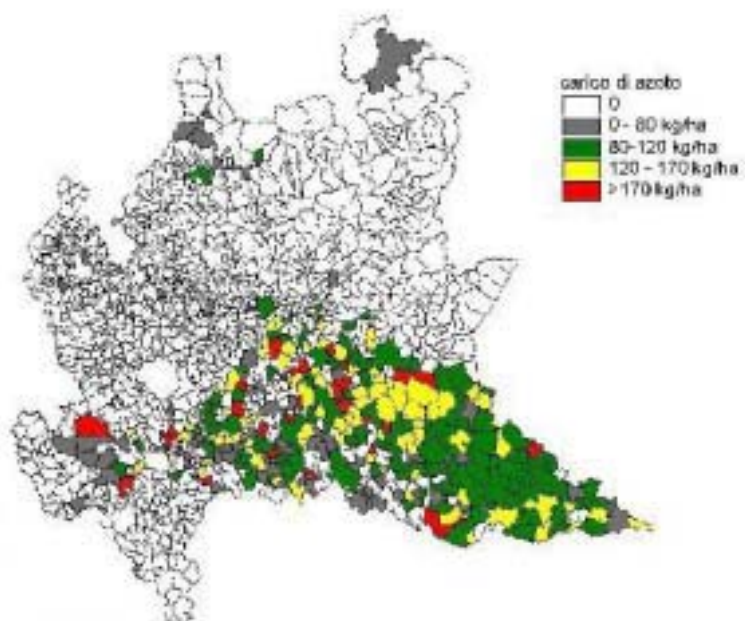 carico di azoto
0
0 - 80 kg/ha
80-120 kg/ha
120 - 170 kg/ha
>170 kg/ha